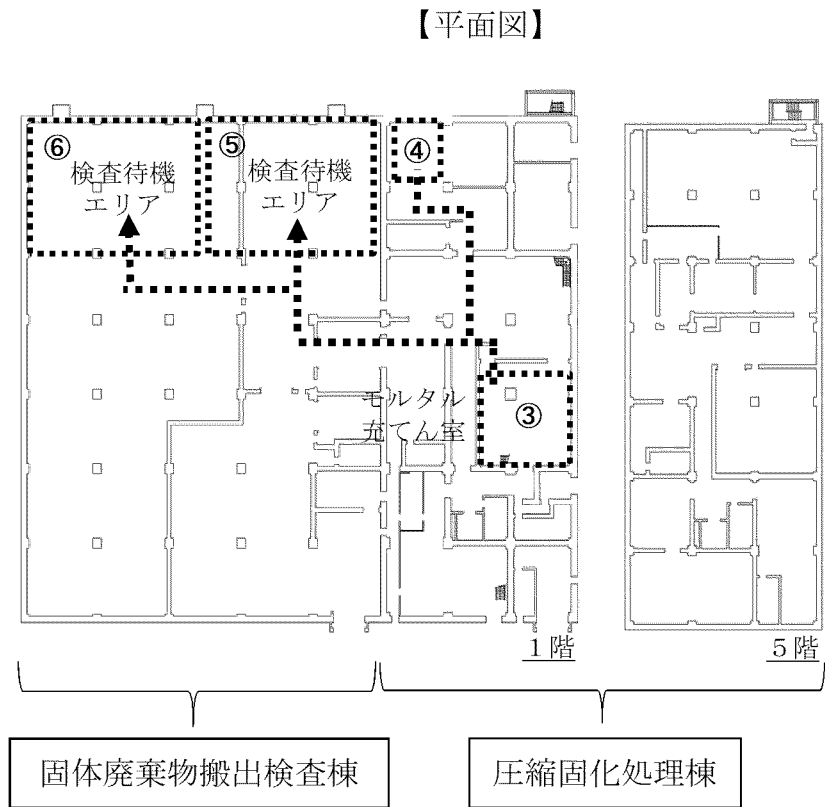 【平面図】
⑥
検査待機
エリア
⑤
検査待機
エリア
④
モルタル
充てん室
③
1階
5階
固体廃棄物搬出検査棟
圧縮固化処理棟